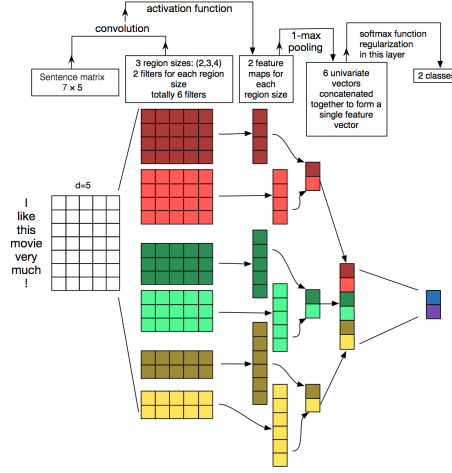 activation function
convolution
1-max
pooling
softmax function
regularization
in this layer
Sentence matrix
7 × 5
3 region sizes: (2,3,4)
2 filters for each region
size
totally 6 filters
2 feature
maps for
each
region size
6 univariate
vectors
concatenated
together to form a
single feature
vector
2 classes
d=5
I
like
this
movie
very
much
!